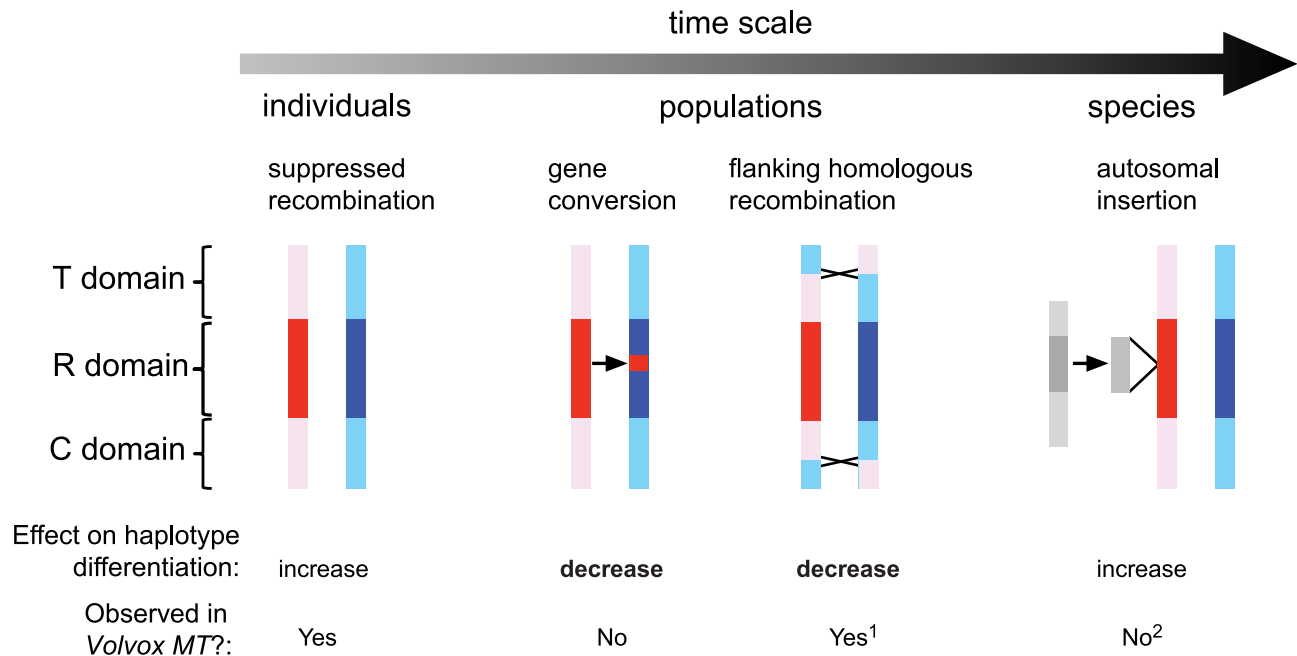 time scale
individuals populations species
suppressed recombination
gene conversion
flanking homologous recombination
autosomal insertion
T domain
R domain
C domain
Effect on haplotype differentiation: increase decrease decrease increase
Observed in Volvox MT?: Yes No Yes¹ No²